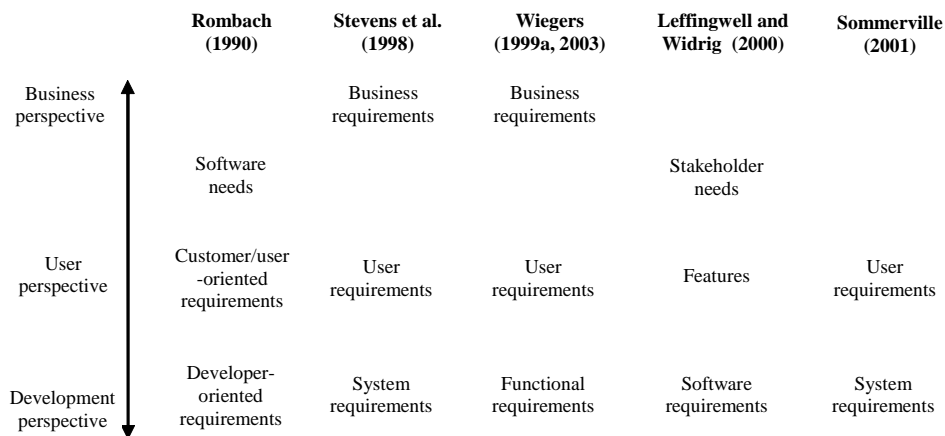 Rombach
(1990)
Stevens et al.
(1998)
Wiegers
(1999a, 2003)
Leffingwell and
Widrig (2000)
Sommerville
(2001)
Business
perspective
Business
requirements
Business
requirements
Software
needs
Stakeholder
needs
User
perspective
Customer/user
-oriented
requirements
User
requirements
User
requirements
Features
User
requirements
Development
perspective
Developer-
oriented
requirements
System
requirements
Functional
requirements
Software
requirements
System
requirements